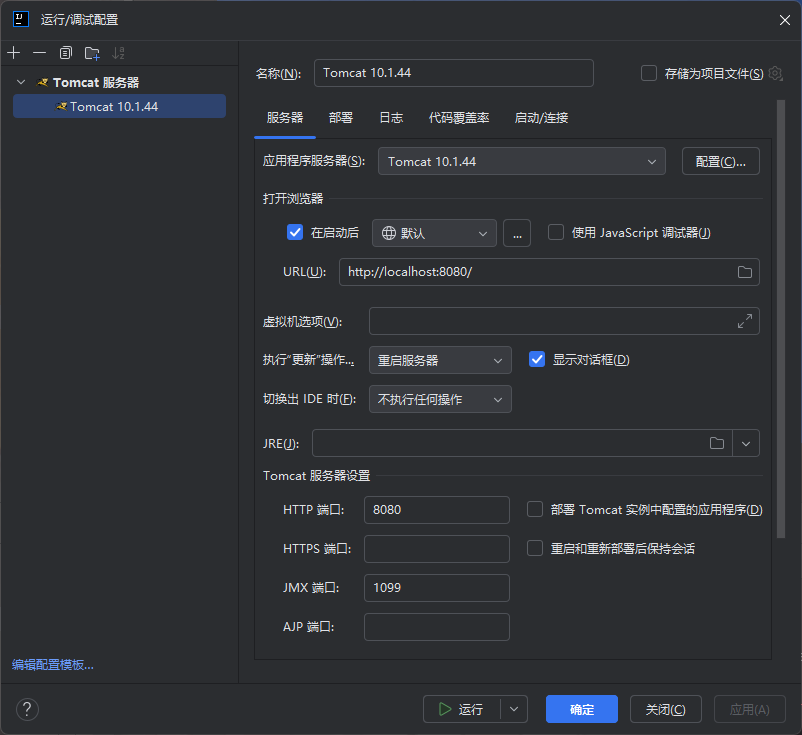 运行/调试配置
Tomcat 服务器
Tomcat 10.1.44
名称(N): Tomcat 10.1.44 存储为项目文件(S)
服务器 部署 日志 代码覆盖率 启动/连接
应用程序服务器(S): Tomcat 10.1.44 配置(C)...
打开浏览器
在启动后 默认 ... 使用 JavaScript 调试器(J)
URL(U): http://localhost:8080/
虚拟机选项(V):
执行“更新”操作... 重启服务器 显示对话框(D)
切换出 IDE 时(F): 不执行任何操作
JRE(J):
Tomcat 服务器设置
HTTP 端口: 8080 部署 Tomcat 实例中配置的应用程序(D)
HTTPS 端口: 重启和重新部署后保持会话
JMX 端口: 1099
AJP 端口:
编辑配置模板...
? 运行 确定 关闭(C) 应用(A)